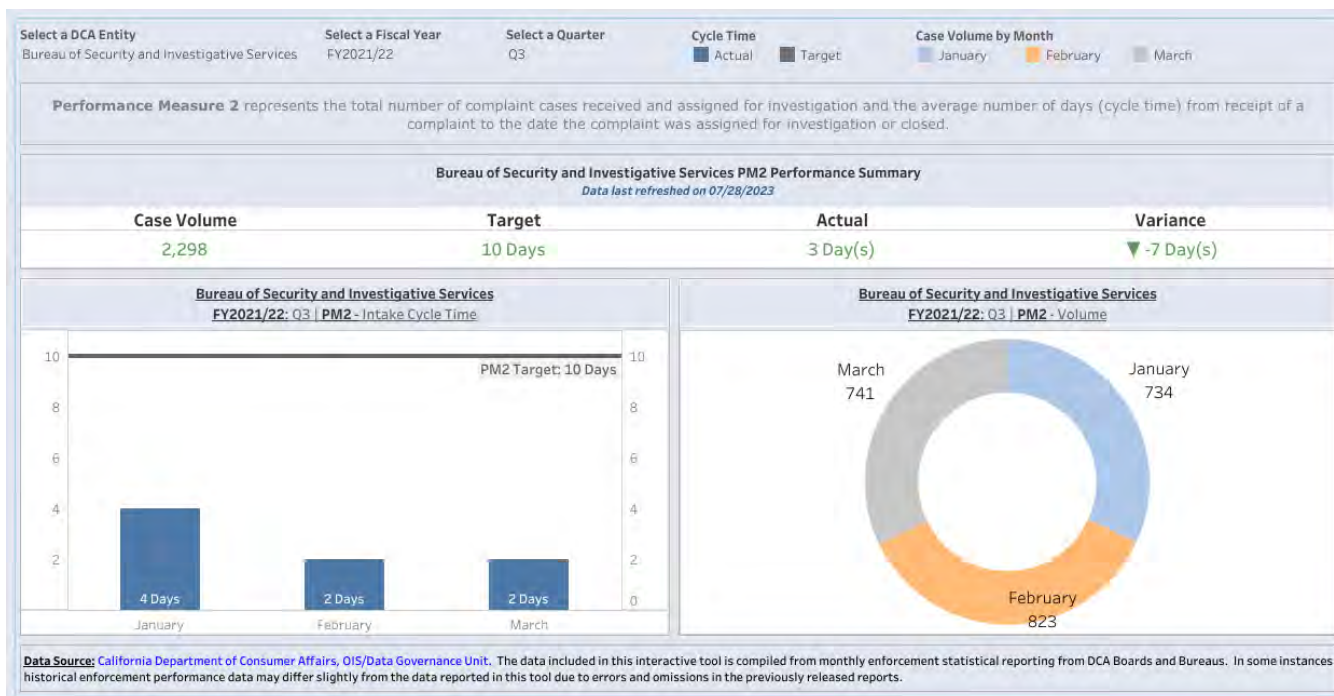 Select a DCA Entity Select a Fiscal Year Select a Quarter Cycle Time Case Volume by Month
Bureau of Security and Investigative Services FY2021/22 Q3 Actual Target January February March
Performance Measure 2 represents the total number of complaint cases received and assigned for investigation and the average number of days (cycle time) from receipt of a
complaint to the date the complaint was assigned for investigation or closed.
Bureau of Security and Investigative Services PM2 Performance Summary
Data last refreshed on 07/28/2023
Case Volume Target Actual Variance
2,298 10 Days 3 Day(s) ▼ -7 Day(s)
Bureau of Security and Investigative Services
FY2021/22: Q3 | PM2 - Intake Cycle Time
10 10
PM2 Target: 10 Days
8 8
6 6
4 4
2 2
4 Days 2 Days 2 Days 0
January February March
Bureau of Security and Investigative Services
FY2021/22: Q3 | PM2 - Volume
March January
741 734
February
823
Data Source: California Department of Consumer Affairs, OIS/Data Governance Unit. The data included in this interactive tool is compiled from monthly enforcement statistical reporting from DCA Boards and Bureaus. In some instances
historical enforcement performance data may differ slightly from the data reported in this tool due to errors and omissions in the previously released reports.